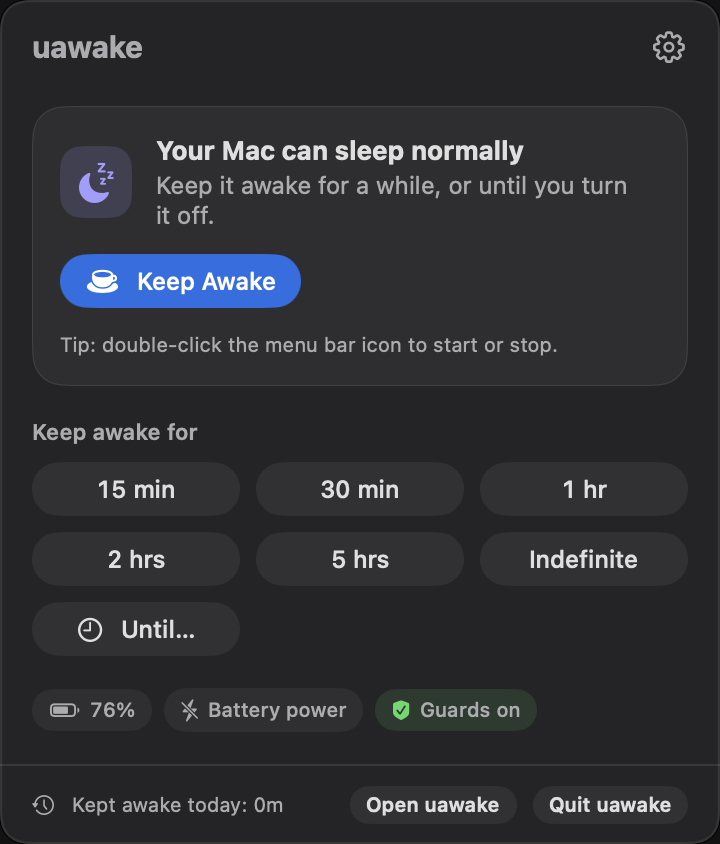 uawake
Your Mac can sleep normally
Keep it awake for a while, or until you turn
it off.
Keep Awake
Tip: double-click the menu bar icon to start or stop.
Keep awake for
15 min
30 min
1 hr
2 hrs
5 hrs
Indefinite
Until...
76%
Battery power
Guards on
Kept awake today: 0m
Open uawake
Quit uawake